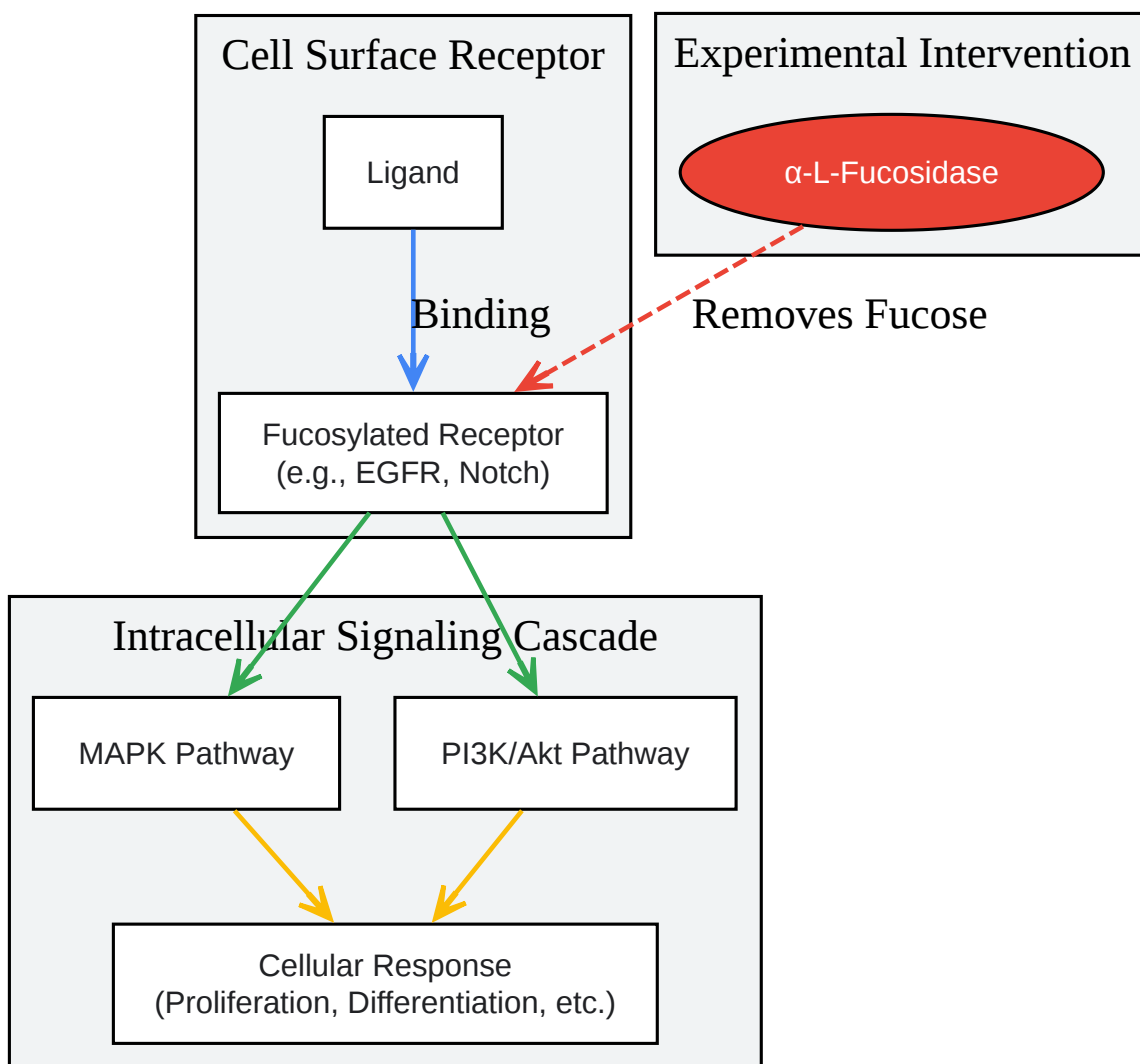 Cell Surface Receptor
Experimental Intervention
Ligand
α-L-Fucosidase
Binding
Removes Fucose
Fucosylated Receptor
(e.g., EGFR, Notch)
Intracellular Signaling Cascade
MAPK Pathway
PI3K/Akt Pathway
Cellular Response
(Proliferation, Differentiation, etc.)